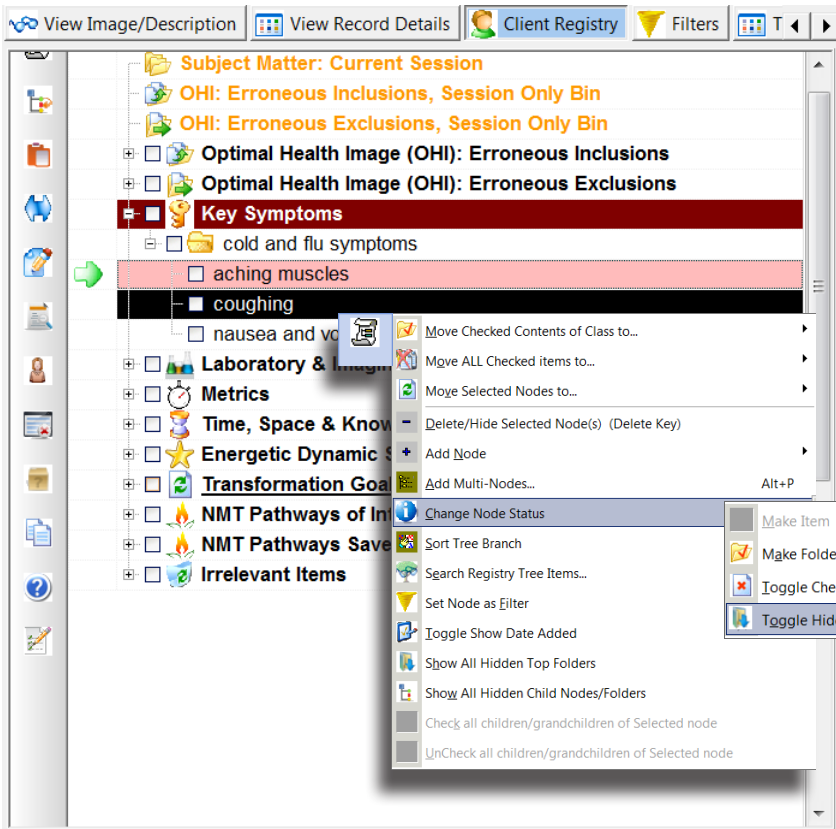 View Image/Description View Record Details Client Registry Filters T
Subject Matter: Current Session
OHI: Erroneous Inclusions, Session Only Bin
OHI: Erroneous Exclusions, Session Only Bin
Optimal Health Image (OHI): Erroneous Inclusions
Optimal Health Image (OHI): Erroneous Exclusions
Key Symptoms
cold and flu symptoms
aching muscles
coughing
nausea and vo
Laboratory & Imagin
Metrics
Time, Space & Know
Energetic Dynamic S
Transformation Goal
NMT Pathways of Int
NMT Pathways Save
Irrelevant Items
Move Checked Contents of Class to...
Move ALL Checked items to...
Move Selected Nodes to...
Delete/Hide Selected Node(s) (Delete Key)
Add Node
Add Multi-Nodes... Alt+P
Change Node Status
Sort Tree Branch
Search Registry Tree Items...
Set Node as Filter
Toggle Show Date Added
Show All Hidden Top Folders
Show All Hidden Child Nodes/Folders
Check all children/grandchildren of Selected node
UnCheck all children/grandchildren of Selected node
Make Item
Make Folde
Toggle Che
Toggle Hid